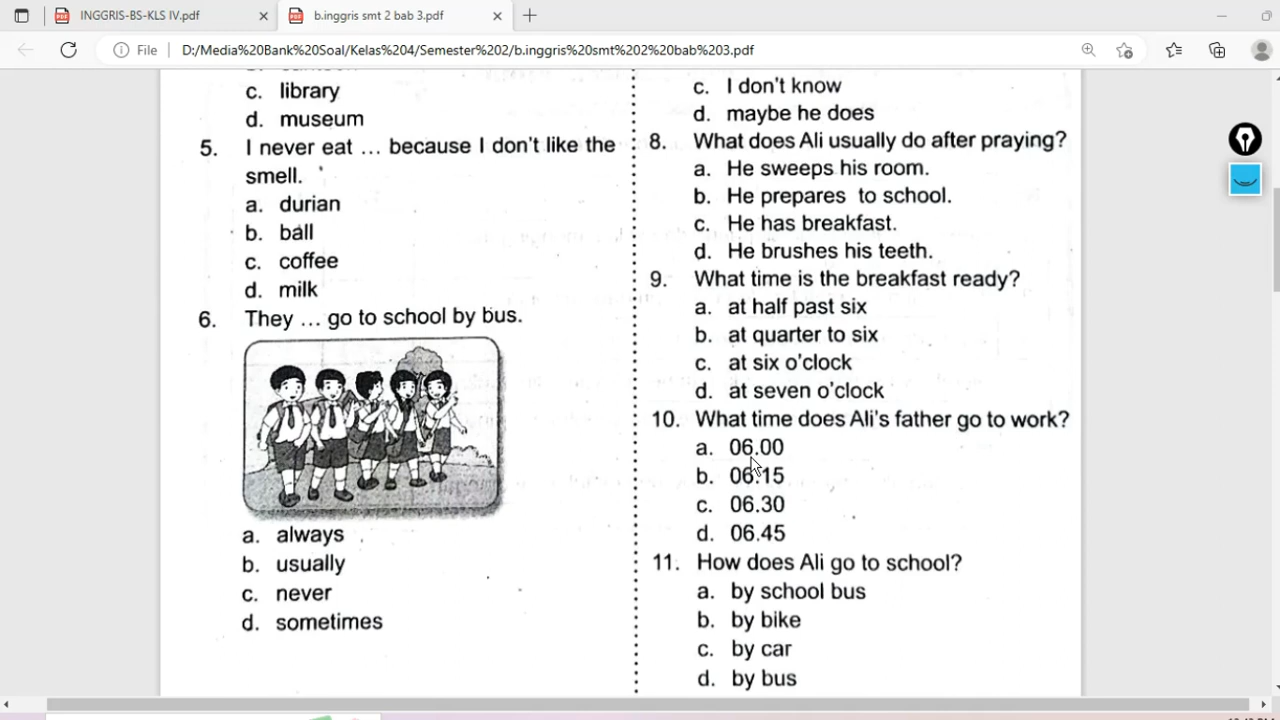 INGGRIS-BS-KLS IV.pdf
b.inggris smt 2 bab 3.pdf
File
D:/Media%20Bank%20Soal/Kelas%204/Semester%202/b.inggris%20smt%202%20bab%203.pdf
c. library
d. museum
5. I never eat ... because I don't like the
smell.
a. durian
b. ball
c. coffee
d. milk
6. They ... go to school by bus.
a. always
b. usually
c. never
d. sometimes
c. I don't know
d. maybe he does
8. What does Ali usually do after praying?
a. He sweeps his room.
b. He prepares to school.
c. He has breakfast.
d. He brushes his teeth.
9. What time is the breakfast ready?
a. at half past six
b. at quarter to six
c. at six o'clock
d. at seven o'clock
10. What time does Ali's father go to work?
a. 06.00
b. 06.15
c. 06.30
d. 06.45
11. How does Ali go to school?
a. by school bus
b. by bike
c. by car
d. by bus